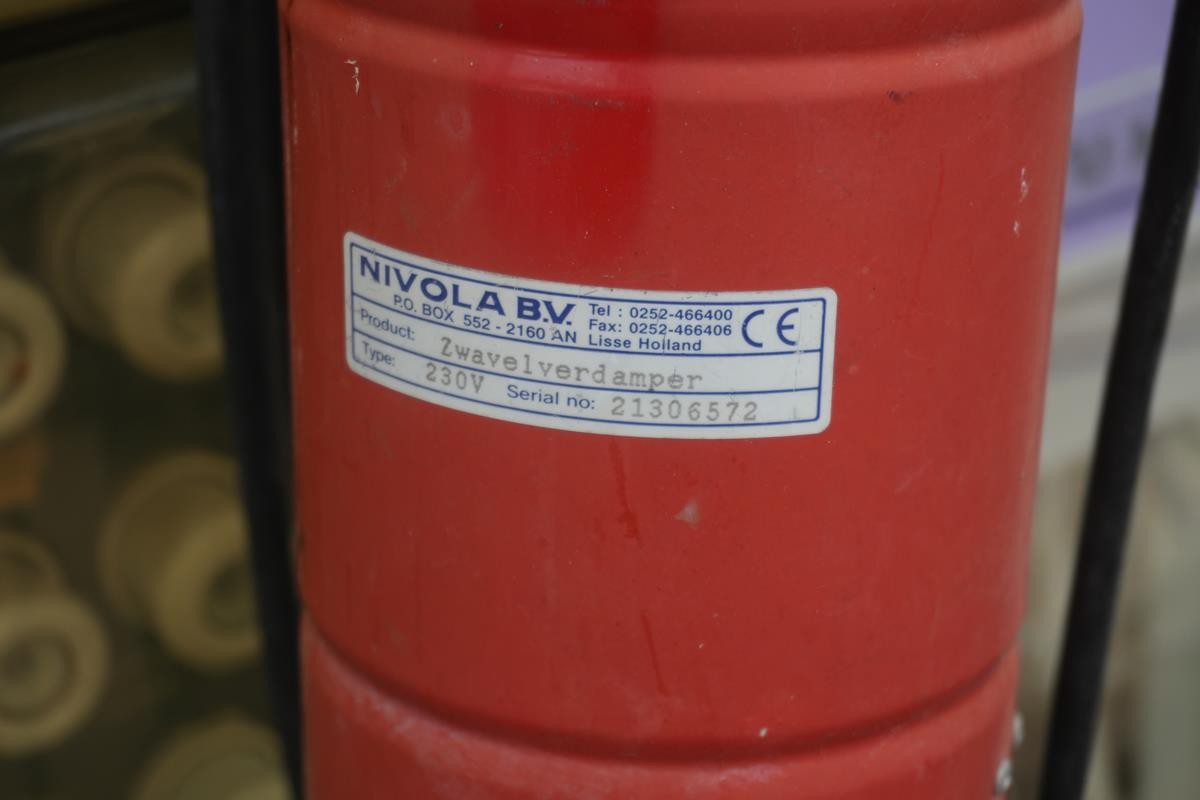 NIVOLA B.V.
P.O. BOX 552 - 2160 AN
Tel : 0252-466400
Fax: 0252-466406
Lisse Holland
CE
Product: Zwavelverdamper
Type: 230V Serial no: 21306572